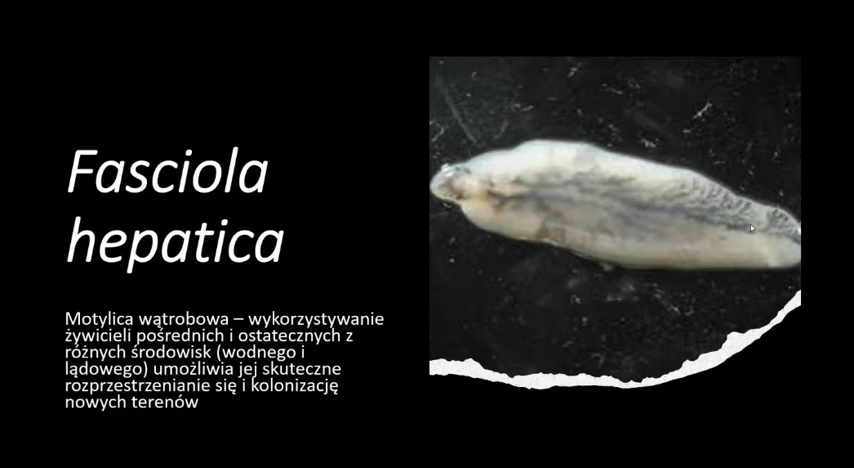 Fasciola
hepatica
Motylica wątrobowa – wykorzystywanie
żywicieli pośrednich i ostatecznych z
różnych środowisk (wodnego i
lądowego) umożliwia jej skuteczne
rozprzestrzenianie się i kolonizację
nowych terenów